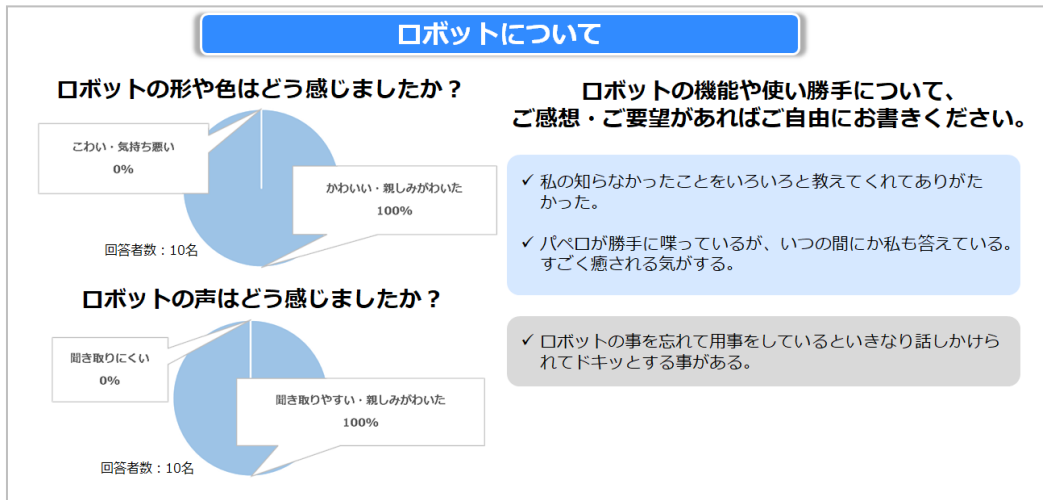 ロボットについて
ロボットの形や色はどう感じましたか？
こわい・気持ち悪い
0%
かわいい・親しみがわいた
100%
回答者数：10名
ロボットの声はどう感じましたか？
聞き取りにくい
0%
聞き取りやすい・親しみがわいた
100%
回答者数：10名
ロボットの機能や使い勝手について、
ご感想・ご要望があればご自由にお書きください。
✓ 私の知らなかったことをいろいろと教えてくれてありがた
かった。
✓ パペロが勝手に喋っているが、いつの間にか私も答えている。
すごく癒される気がする。
✓ ロボットの事を忘れて用事をしているといきなり話しかけら
れてドキッとする事がある。